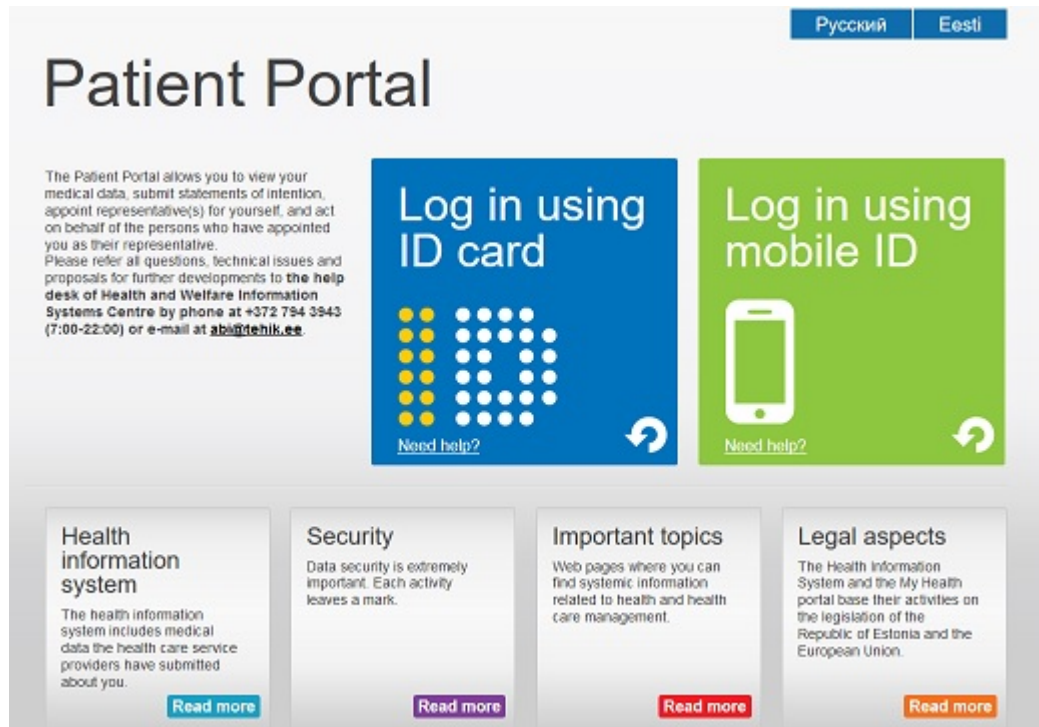 Русский Eesti
Patient Portal
The Patient Portal allows you to view your
medical data, submit statements of intention,
appoint representative(s) for yourself, and act
on behalf of the persons who have appointed
you as their representative.
Please refer all questions, technical issues and
proposals for further developments to the help
desk of Health and Welfare Information
Systems Centre by phone at +372 794 3943
(7:00-22:00) or e-mail at abi@tehik.ee.
Log in using
ID card
ID
Need help?
Log in using
mobile ID
Need help?
Health
information
system
The health information
system includes medical
data the health care service
providers have submitted
about you.
Read more
Security
Data security is extremely
important. Each activity
leaves a mark.
Read more
Important topics
Web pages where you can
find systemic information
related to health and health
care management.
Read more
Legal aspects
The Health Information
System and the My Health
portal base their activities on
the legislation of the
Republic of Estonia and the
European Union.
Read more